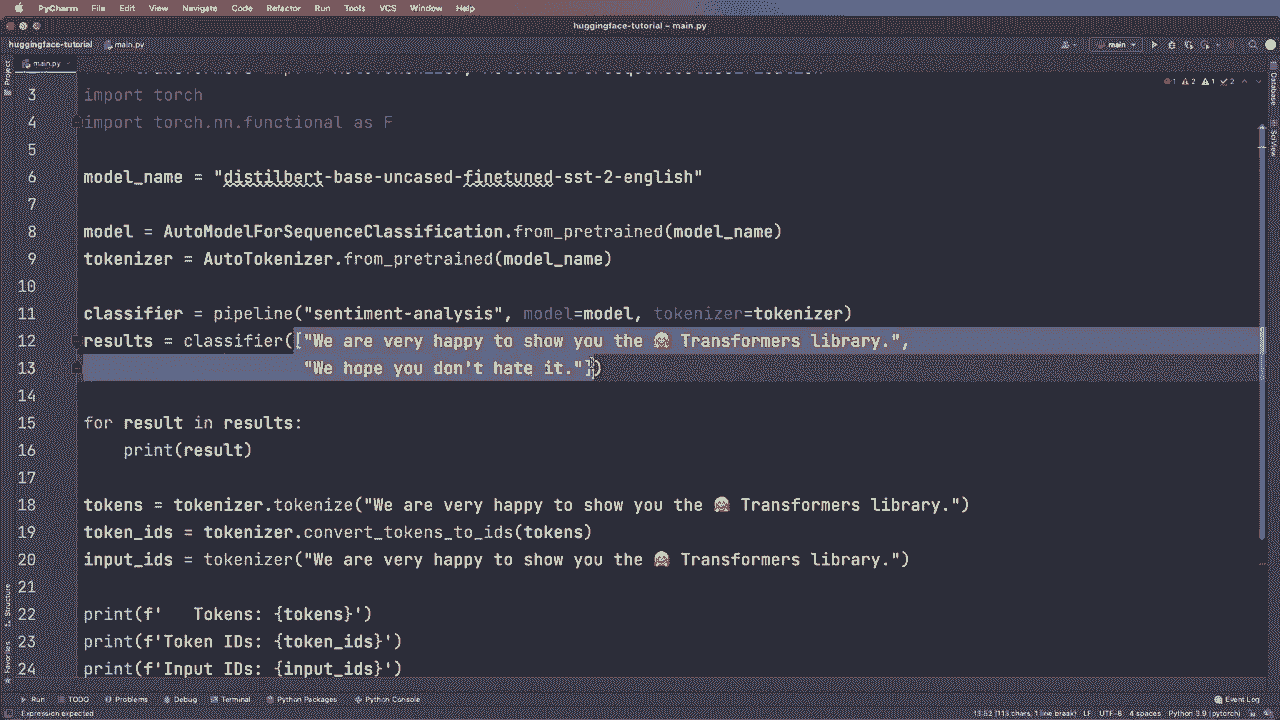 PyCharm File Edit View Navigate Code Refactor Run Tools VCS Window Help
huggingface-tutorial – main.py
huggingface-tutorial main.py main
main.py
Project
Database
SciView
1 2 1 2
3 import torch
4 import torch.nn.functional as F
5
6 model_name = "distilbert-base-uncased-finetuned-sst-2-english"
7
8 model = AutoModelForSequenceClassification.from_pretrained(model_name)
9 tokenizer = AutoTokenizer.from_pretrained(model_name)
10
11 classifier = pipeline("sentiment-analysis", model=model, tokenizer=tokenizer)
12 results = classifier(["We are very happy to show you the 🤗 Transformers library.",
13 "We hope you don't hate it."])
14
15 for result in results:
16 print(result)
17
18 tokens = tokenizer.tokenize("We are very happy to show you the 🤗 Transformers library.")
19 token_ids = tokenizer.convert_tokens_to_ids(tokens)
20 input_ids = tokenizer("We are very happy to show you the 🤗 Transformers library.")
21
22 print(f'   Tokens: {tokens}')
23 print(f'Token IDs: {token_ids}')
24 print(f'Input IDs: {input_ids}')
Structure
Favorites
Run TODO Problems Debug Terminal Python Packages Python Console Event Log
Expression expected (113 chars, 1 line break) LF UTF-8 4 spaces Python 3.9 (pytorch)